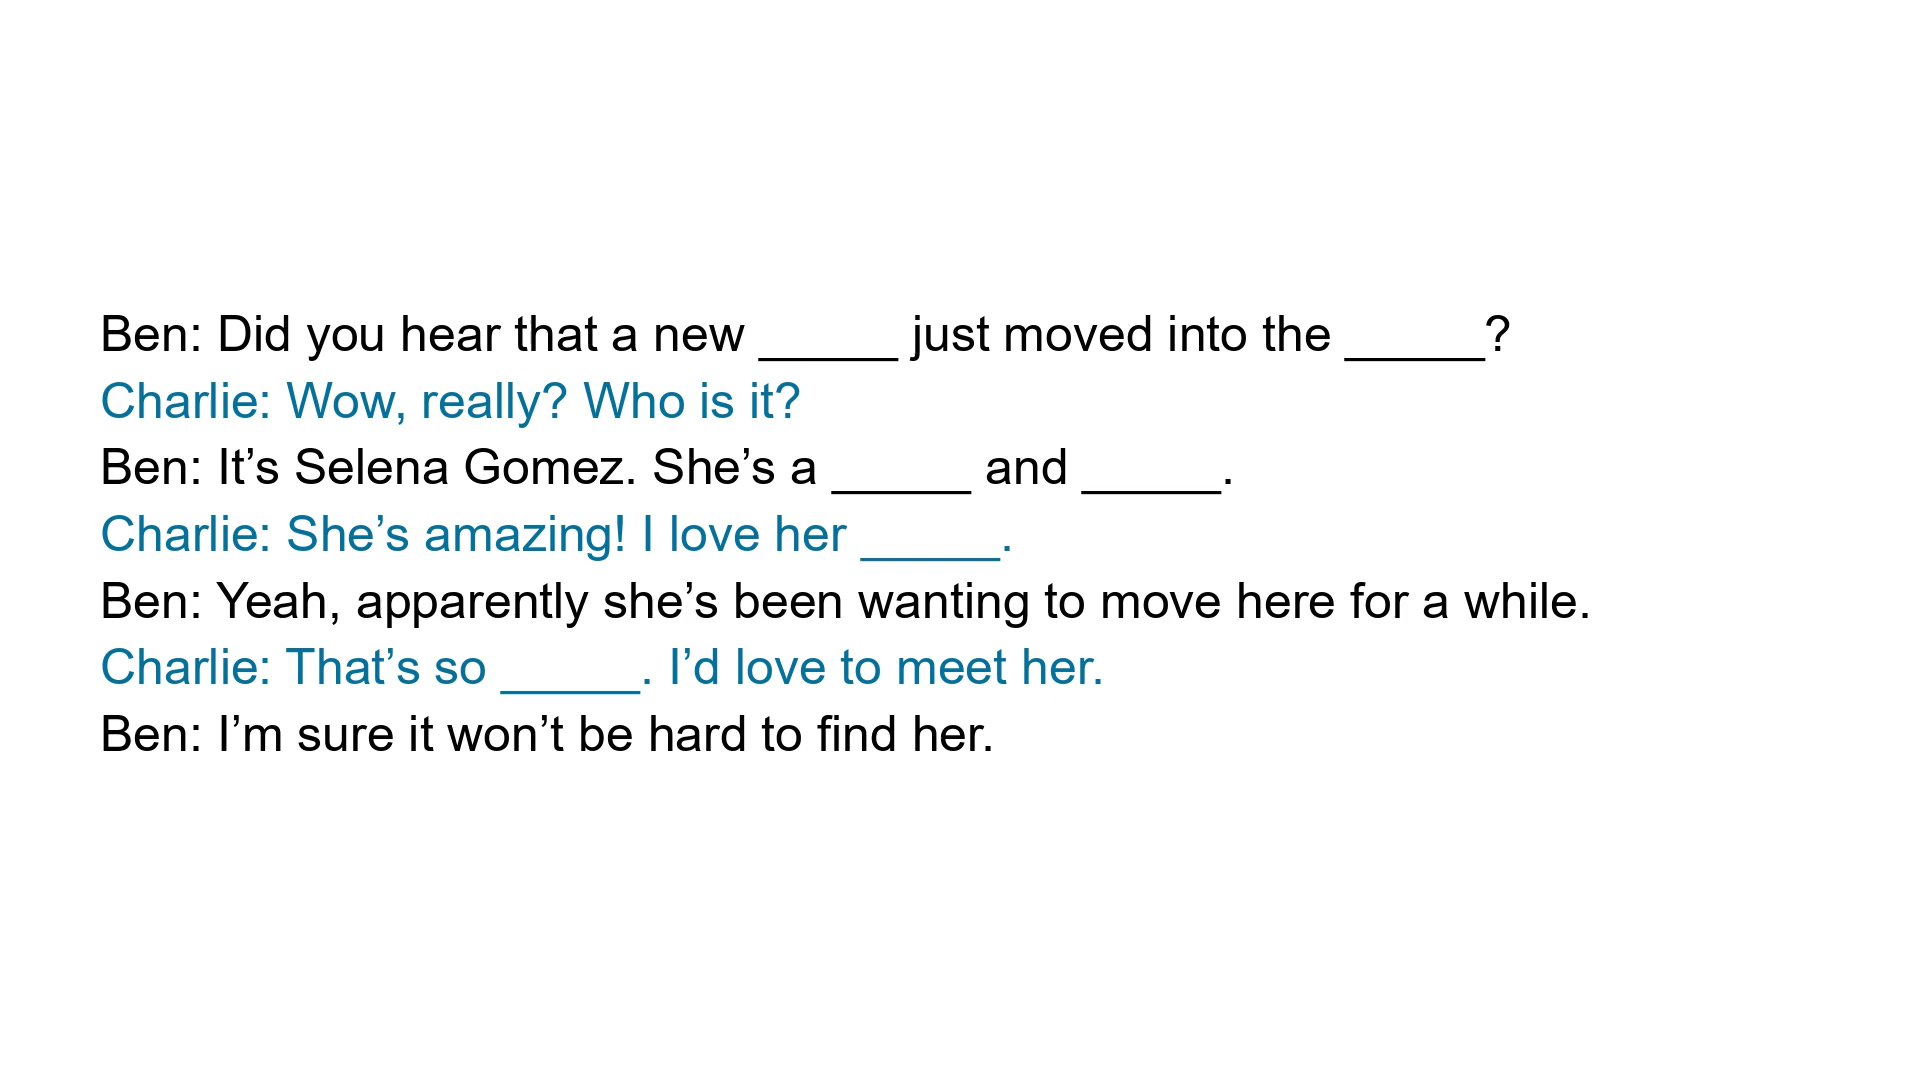 Ben: Did you hear that a new _____ just moved into the _____?
Charlie: Wow, really? Who is it?
Ben: It’s Selena Gomez. She’s a _____ and _____.
Charlie: She’s amazing! I love her _____.
Ben: Yeah, apparently she’s been wanting to move here for a while.
Charlie: That’s so _____. I’d love to meet her.
Ben: I’m sure it won’t be hard to find her.